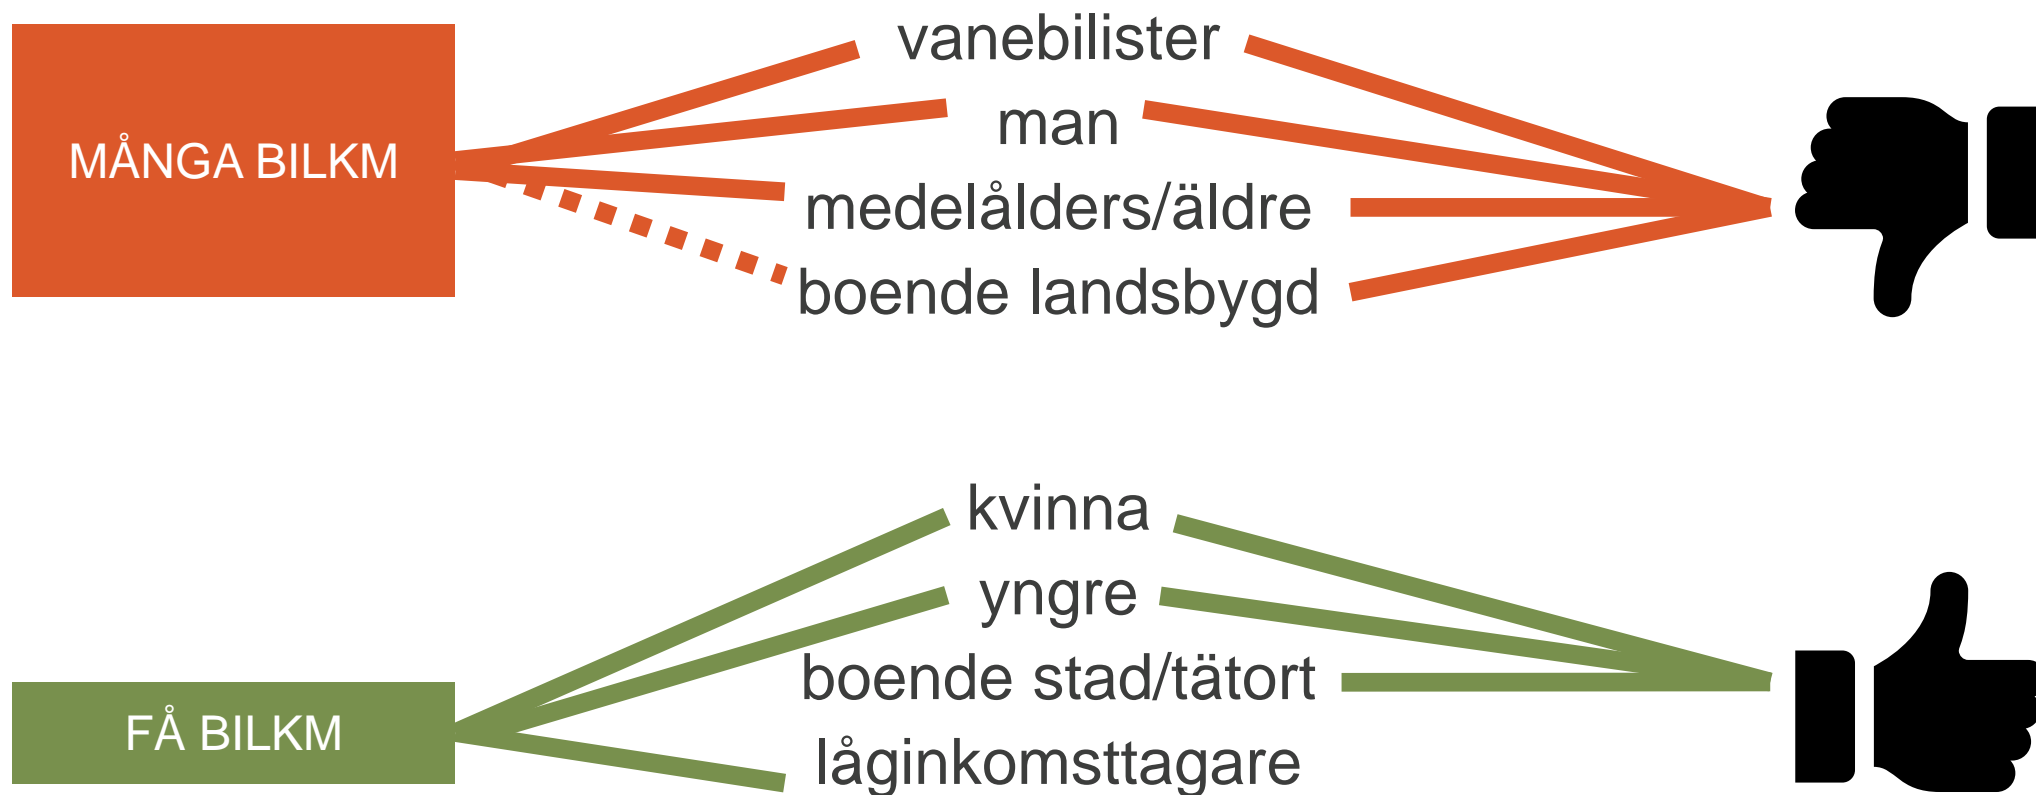 vanebilister
man
MÅNGA BILKM
medelålders/äldre
boende landsbygd
kvinna
yngre
boende stad/tätort
FÅ BILKM
låginkomsttagare